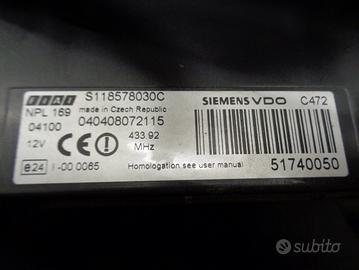 FIAT S118578030C SIEMENS VDO C472
NPL 169 made in Czech Republic
04100 040408072115
12V CE 433.92 MHz 51740050
e24 I-00 0065 Homologation see user manual
subito